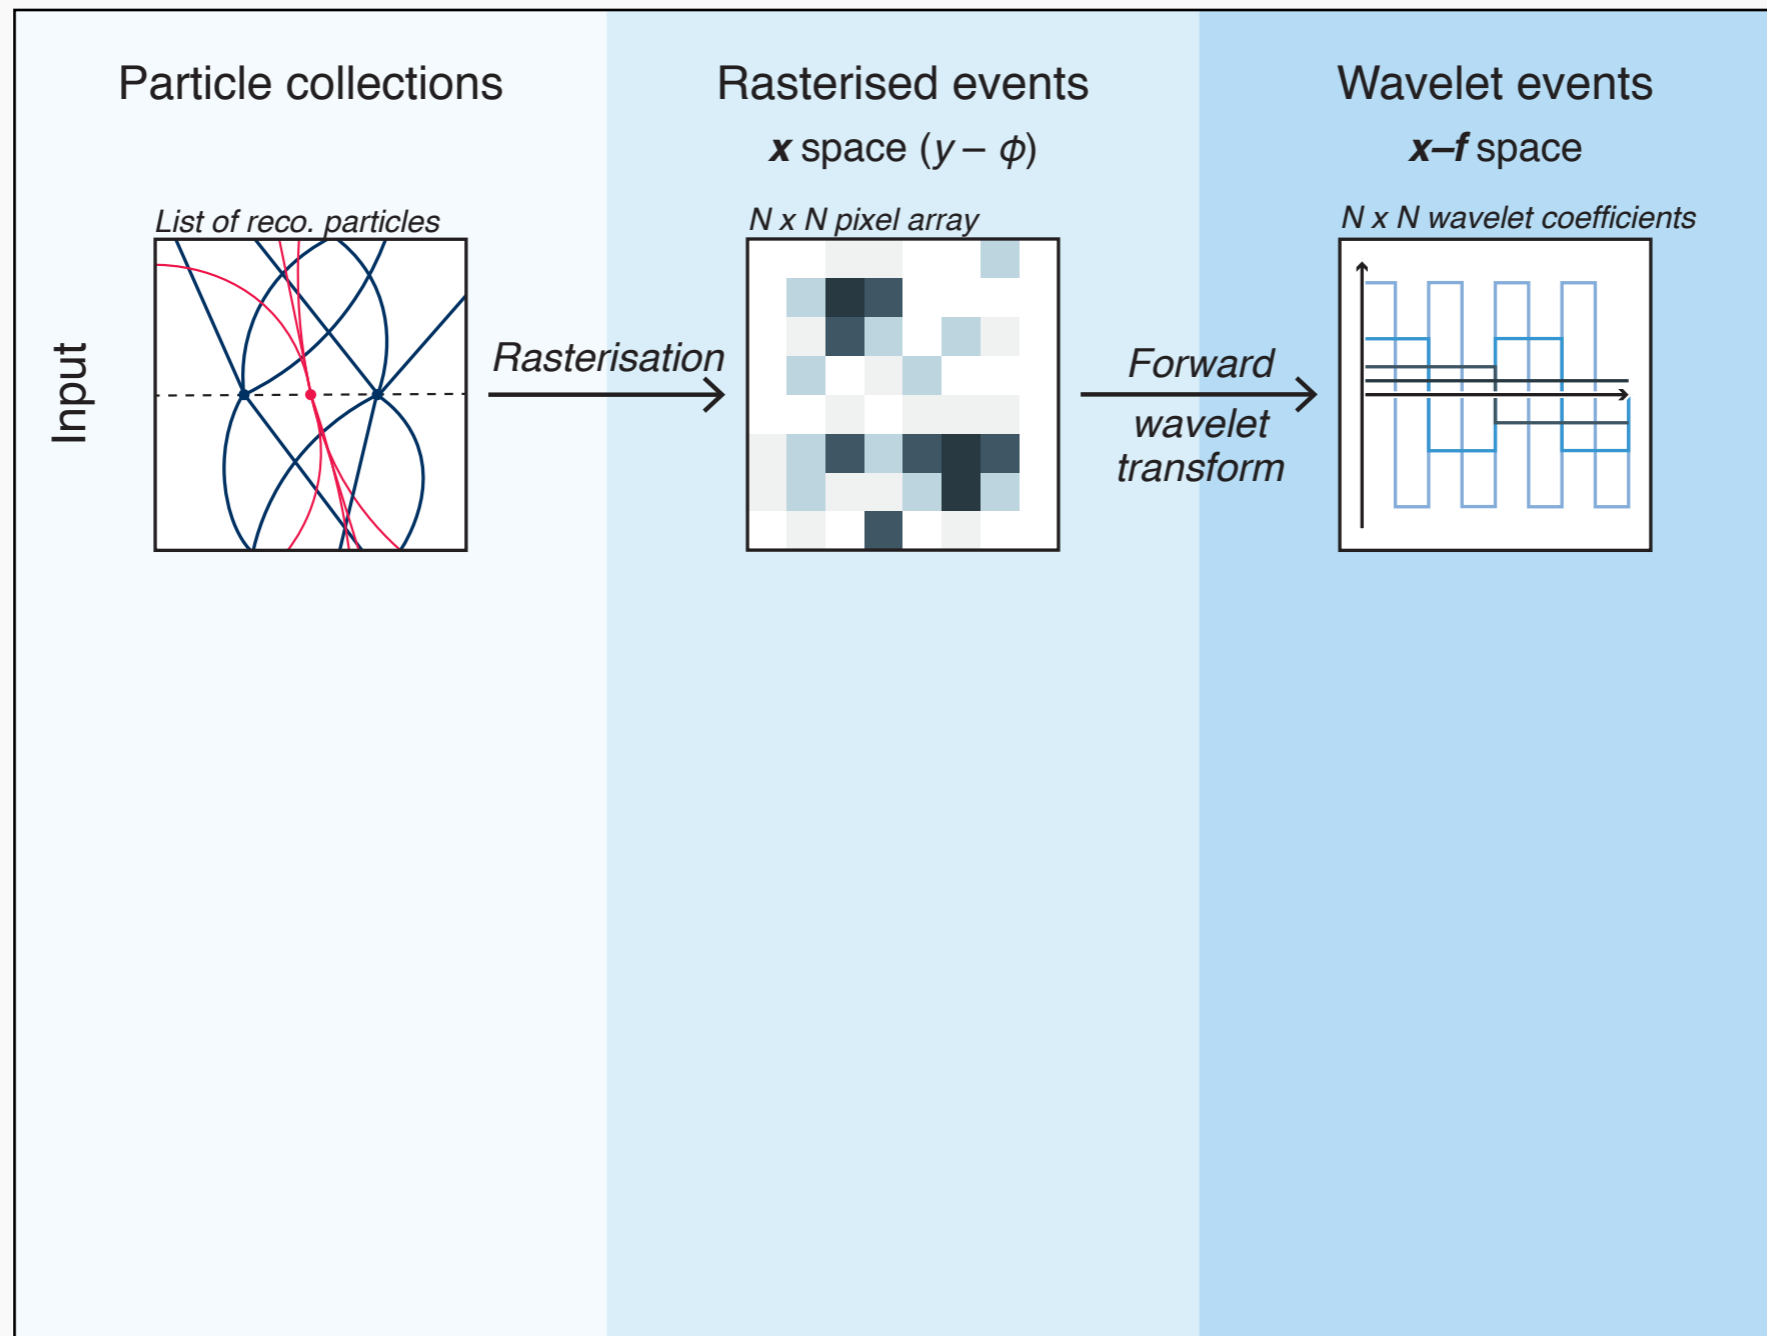 Particle collections
Rasterised events
Wavelet events
x space (y – ϕ)
x–f space
List of reco. particles
N x N pixel array
N x N wavelet coefficients
Input
Rasterisation
Forward
wavelet
transform